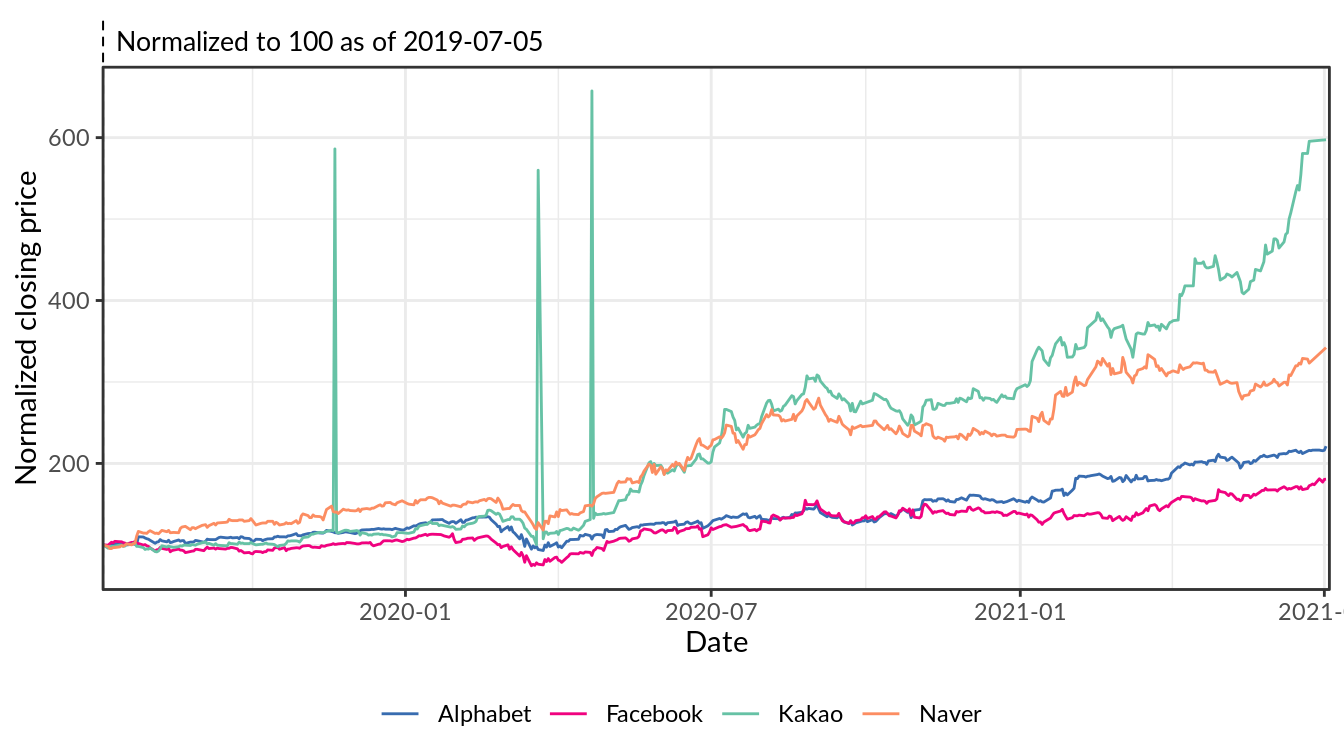 Normalized to 100 as of 2019-07-05
Normalized closing price
600
400
200
2020-01
2020-07
2021-01
2021-
Date
Alphabet Facebook Kakao Naver